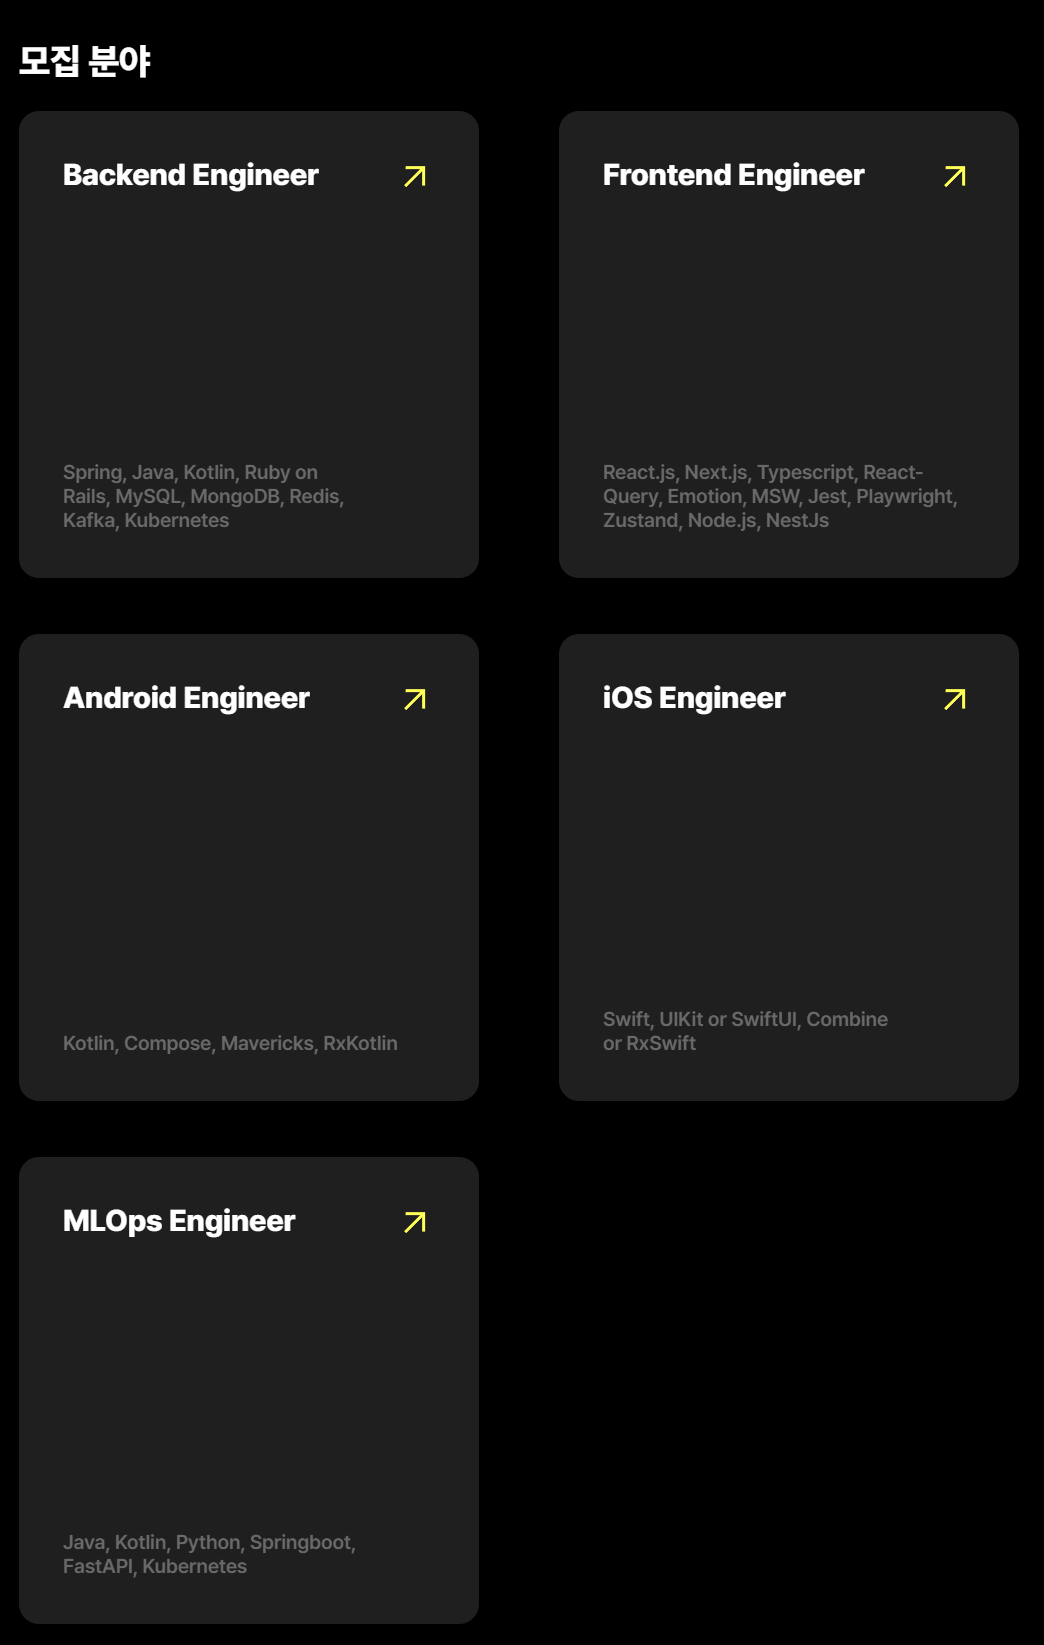 모집 분야
Backend Engineer
Spring, Java, Kotlin, Ruby on
Rails, MySQL, MongoDB, Redis,
Kafka, Kubernetes
Frontend Engineer
React.js, Next.js, Typescript, React-
Query, Emotion, MSW, Jest, Playwright,
Zustand, Node.js, NestJs
Android Engineer
Kotlin, Compose, Mavericks, RxKotlin
iOS Engineer
Swift, UIKit or SwiftUI, Combine
or RxSwift
MLOps Engineer
Java, Kotlin, Python, Springboot,
FastAPI, Kubernetes